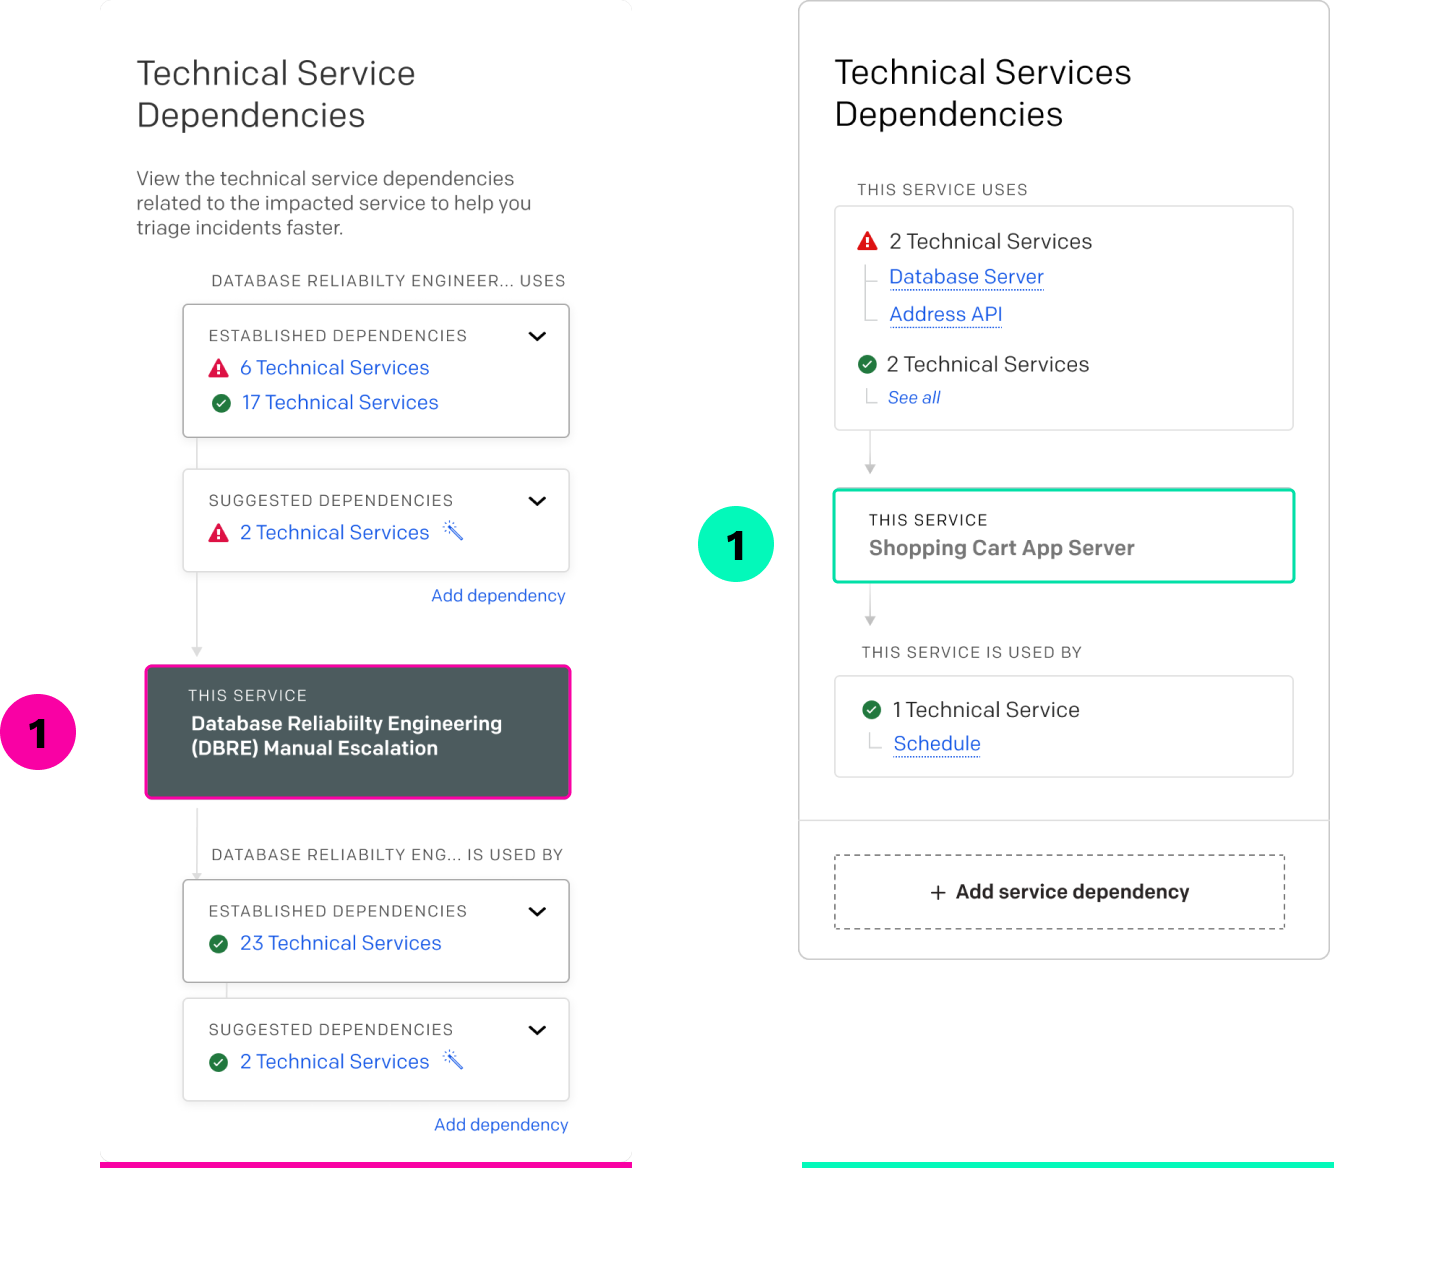 Technical Service
Dependencies
View the technical service dependencies
related to the impacted service to help you
triage incidents faster.
DATABASE RELIABILTY ENGINEER... USES
ESTABLISHED DEPENDENCIES
6 Technical Services
17 Technical Services
SUGGESTED DEPENDENCIES
2 Technical Services
Add dependency
1
THIS SERVICE
Database Reliabiilty Engineering
(DBRE) Manual Escalation
DATABASE RELIABILTY ENG... IS USED BY
ESTABLISHED DEPENDENCIES
23 Technical Services
SUGGESTED DEPENDENCIES
2 Technical Services
Add dependency
Technical Services
Dependencies
THIS SERVICE USES
2 Technical Services
Database Server
Address API
2 Technical Services
See all
1
THIS SERVICE
Shopping Cart App Server
THIS SERVICE IS USED BY
1 Technical Service
Schedule
+ Add service dependency